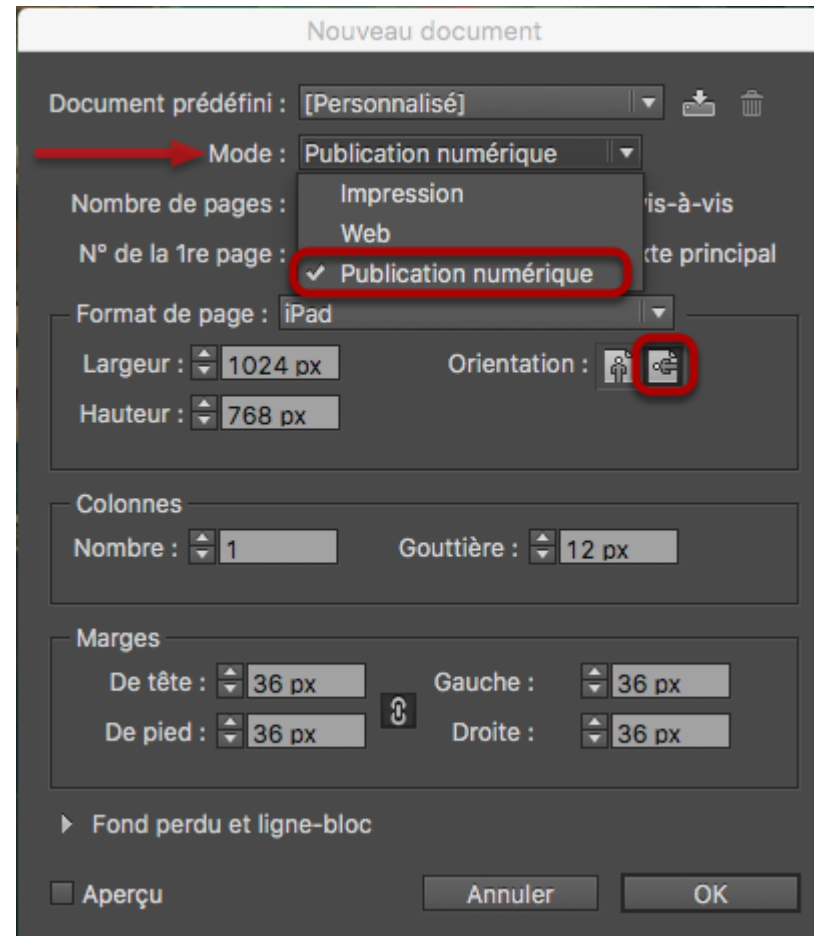 Nouveau document
Document prédéfini : [Personnalisé]
Mode : Publication numérique
Impression
Nombre de pages : vis-à-vis
Web
N° de la 1re page : principal
Publication numérique
Format de page : iPad
Largeur : 1024 px Orientation :
Hauteur : 768 px
Colonnes
Nombre : 1 Gouttière : 12 px
Marges
De tête : 36 px Gauche : 36 px
De pied : 36 px Droite : 36 px
Fond perdu et ligne-bloc
Aperçu Annuler OK